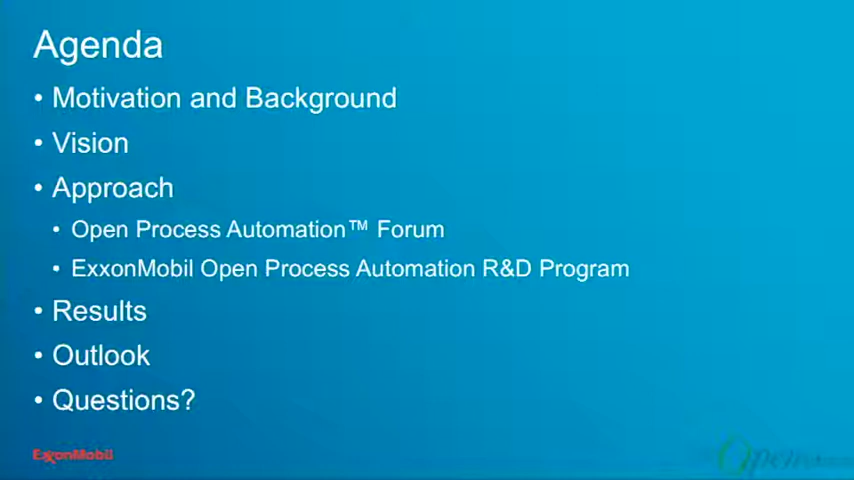 Agenda
• Motivation and Background
• Vision
• Approach
• Open Process Automation™ Forum
• ExxonMobil Open Process Automation R&D Program
• Results
• Outlook
• Questions?
ExxonMobil
Open